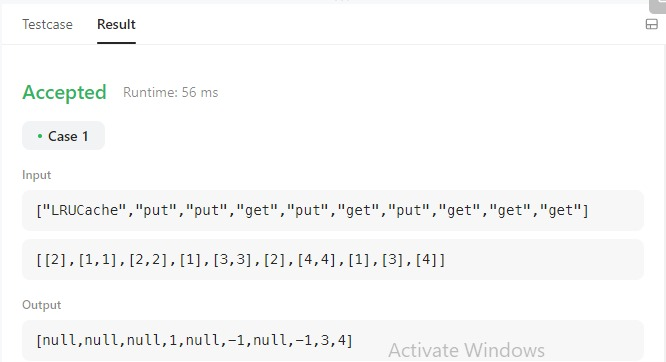 Testcase Result
Accepted Runtime: 56 ms
• Case 1
Input
["LRUCache","put","put","get","put","get","put","get","get","get"]
[[2],[1,1],[2,2],[1],[3,3],[2],[4,4],[1],[3],[4]]
Output
[null,null,null,1,null,-1,null,-1,3,4]
Activate Windows